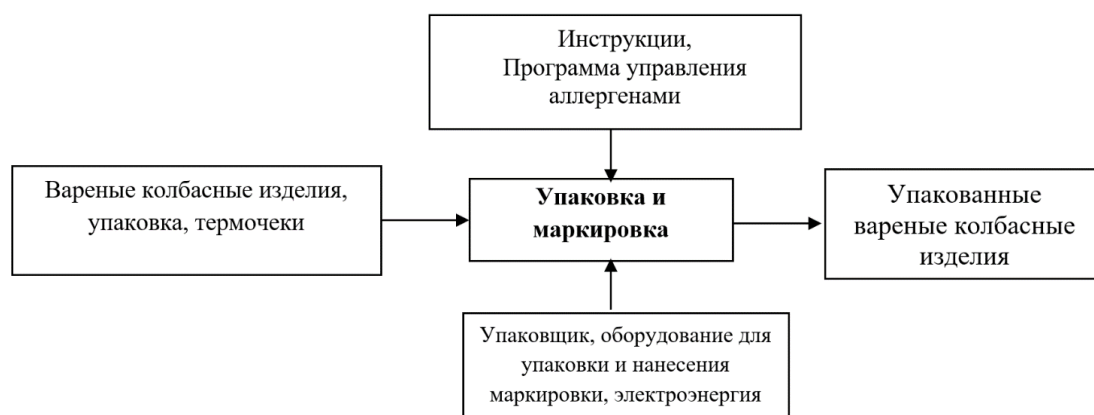 Инструкции,
Программа управления
аллергенами
Вареные колбасные изделия,
упаковка, термочеки
Упаковка и
маркировка
Упакованные
вареные колбасные
изделия
Упаковщик, оборудование для
упаковки и нанесения
маркировки, электроэнергия